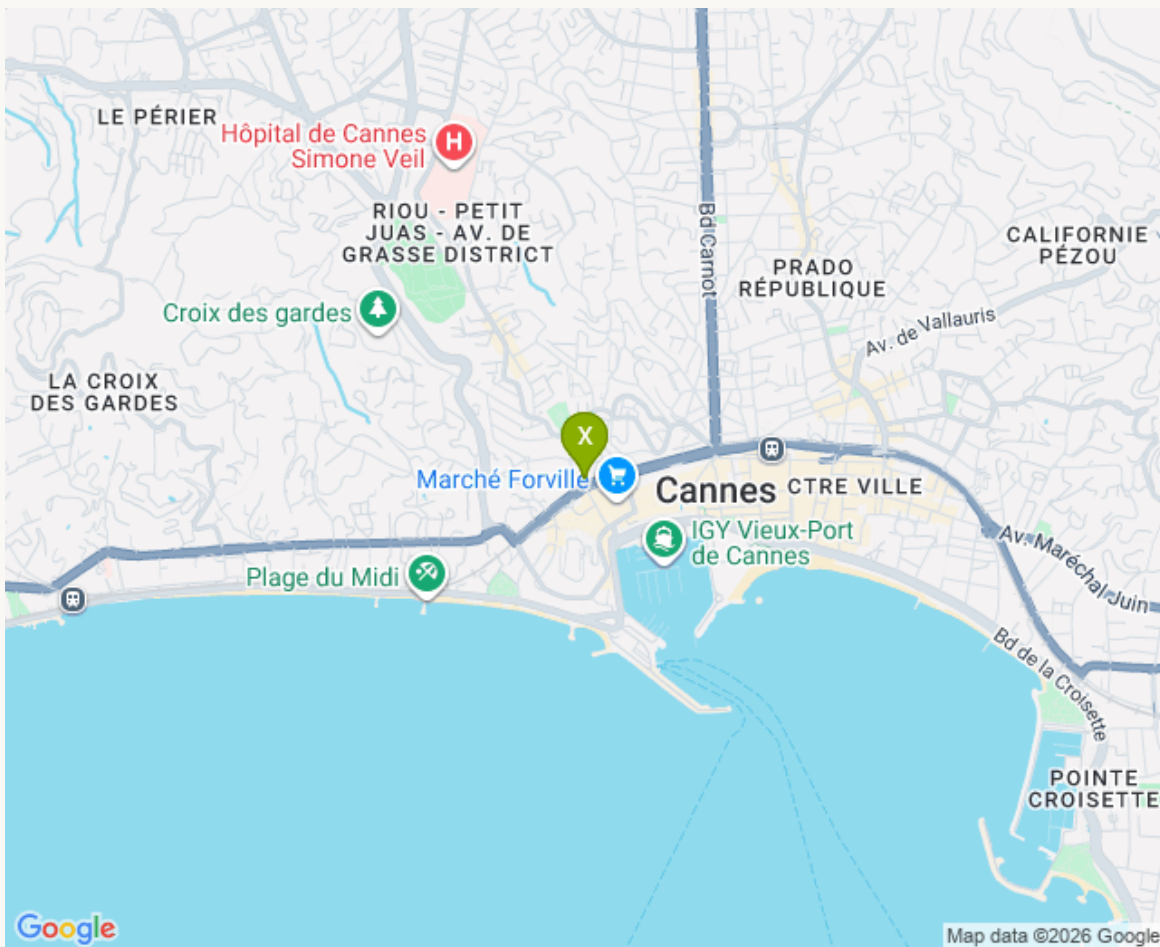 LE PÉRIER
Hôpital de Cannes
Simone Veil
H
RIOU - PETIT
JUAS - AV. DE
GRASSE DISTRICT
Bd Carnot
CALIFORNIE
PÉZOU
PRADO
RÉPUBLIQUE
Croix des gardes
Av. de Vallauris
LA CROIX
DES GARDES
X
Marché Forville
Cannes
CTRE VILLE
IGY Vieux-Port
de Cannes
Av. Maréchal Juin
Plage du Midi
Bd de la Croisette
POINTE
CROISETTE
Google
Map data ©2026 Google